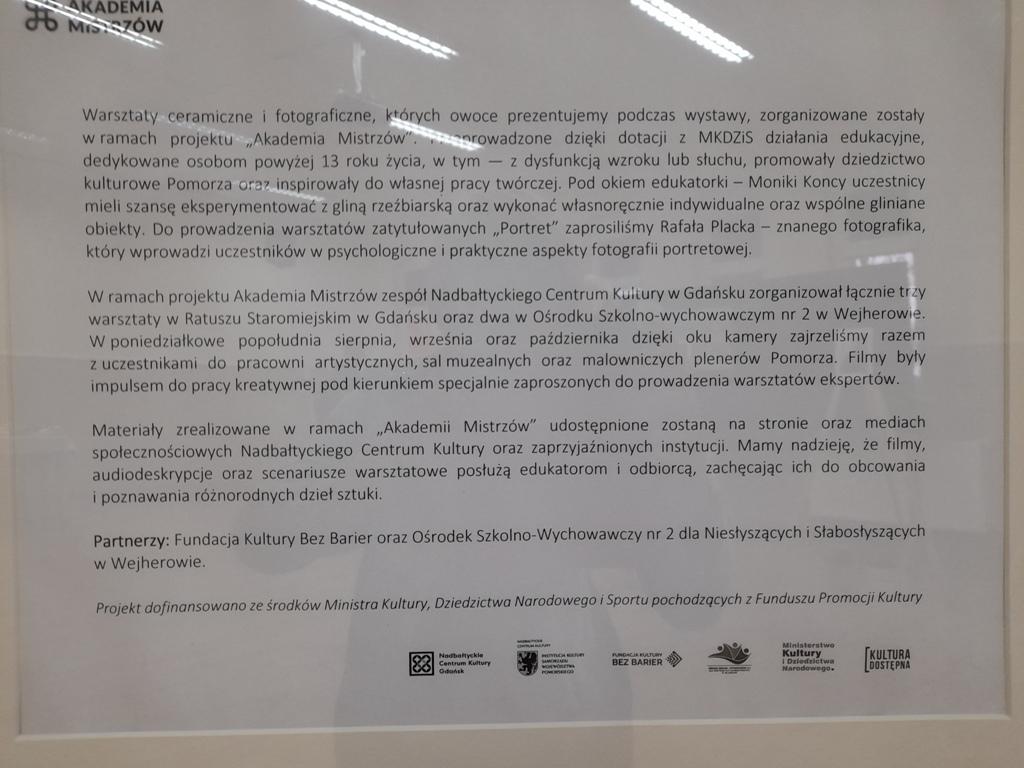 AKADEMIA
MISTRZÓW
Warsztaty ceramiczne i fotograficzne, których owoce prezentujemy podczas wystawy, zorganizowane zostały
w ramach projektu „Akademia Mistrzów”. Przeprowadzone dzięki dotacji z MKDZiS działania edukacyjne,
dedykowane osobom powyżej 13 roku życia, w tym — z dysfunkcją wzroku lub słuchu, promowały dziedzictwo
kulturowe Pomorza oraz inspirowały do własnej pracy twórczej. Pod okiem edukatorki – Moniki Koncy uczestnicy
mieli szansę eksperymentować z gliną rzeźbiarską oraz wykonać własnoręcznie indywidualne oraz wspólne gliniane
obiekty. Do prowadzenia warsztatów zatytułowanych „Portret” zaprosiliśmy Rafała Placka – znanego fotografika,
który wprowadzi uczestników w psychologiczne i praktyczne aspekty fotografii portretowej.
W ramach projektu Akademia Mistrzów zespół Nadbałtyckiego Centrum Kultury w Gdańsku zorganizował łącznie trzy
warsztaty w Ratuszu Staromiejskim w Gdańsku oraz dwa w Ośrodku Szkolno-wychowawczym nr 2 w Wejherowie.
W poniedziałkowe popołudnia sierpnia, września oraz października dzięki oku kamery zajrzeliśmy razem
z uczestnikami do pracowni artystycznych, sal muzealnych oraz malowniczych plenerów Pomorza. Filmy były
impulsem do pracy kreatywnej pod kierunkiem specjalnie zaproszonych do prowadzenia warsztatów ekspertów.
Materiały zrealizowane w ramach „Akademii Mistrzów” udostępnione zostaną na stronie oraz mediach
społecznościowych Nadbałtyckiego Centrum Kultury oraz zaprzyjaźnionych instytucji. Mamy nadzieję, że filmy,
audiodeskrypcje oraz scenariusze warsztatowe posłużą edukatorom i odbiorcą, zachęcając ich do obcowania
i poznawania różnorodnych dzieł sztuki.
Partnerzy: Fundacja Kultury Bez Barier oraz Ośrodek Szkolno-Wychowawczy nr 2 dla Niesłyszących i Słabosłyszących
w Wejherowie.
Projekt dofinansowano ze środków Ministra Kultury, Dziedzictwa Narodowego i Sportu pochodzących z Funduszu Promocji Kultury
Nadbałtyckie
Centrum Kultury
Gdańsk
NADBAŁTYCKIE
CENTRUM KULTURY
INSTYTUCJA KULTURY
SAMORZĄDU
WOJEWÓDZTWA
POMORSKIEGO
FUNDACJA KULTURY
BEZ BARIER
Ministerstwo
Kultury
i Dziedzictwa
Narodowego.
KULTURA
DOSTĘPNA